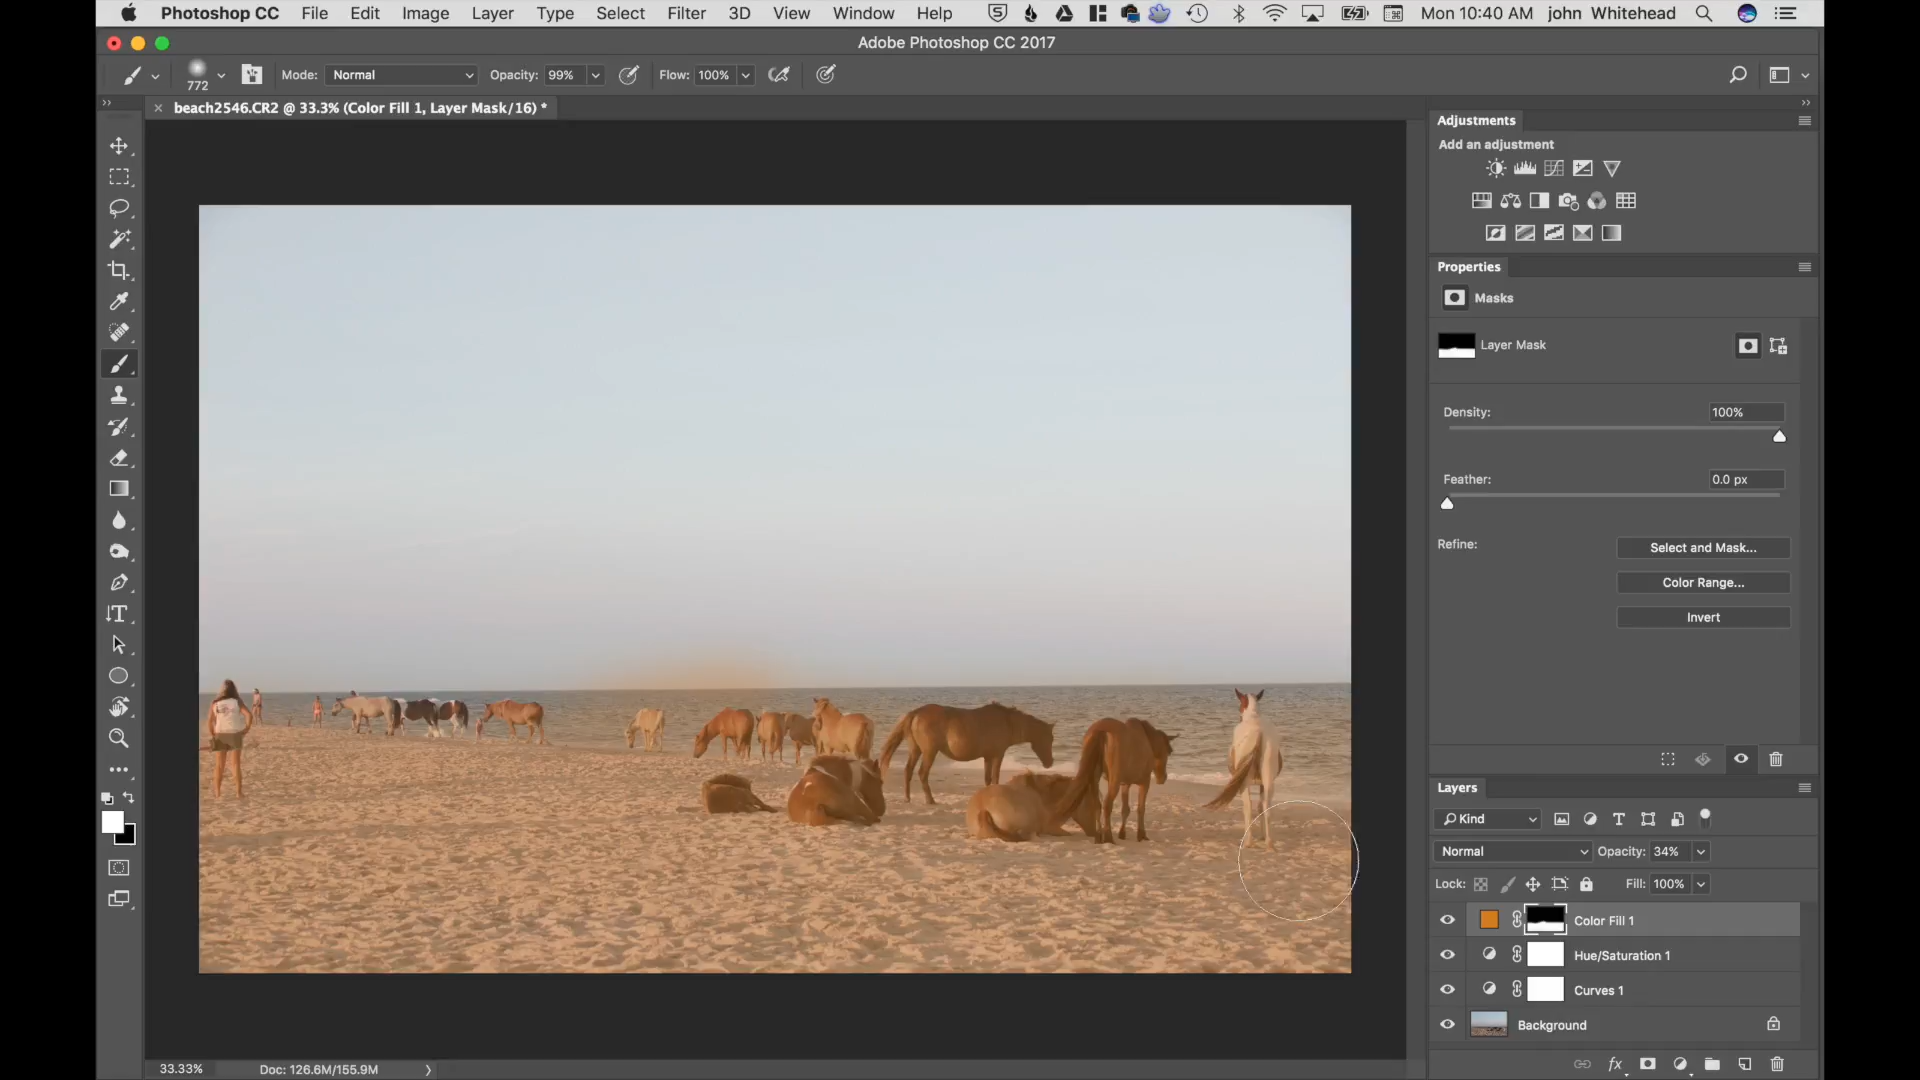 Photoshop CC File Edit Image Layer Type Select Filter 3D View Window Help Mon 10:40 AM john Whitehead
Adobe Photoshop CC 2017
772 Mode: Normal Opacity: 99% Flow: 100%
× beach2546.CR2 @ 33.3% (Color Fill 1, Layer Mask/16) *
Adjustments
Add an adjustment
Properties
Masks
Layer Mask
Density: 100%
Feather: 0.0 px
Refine: Select and Mask...
Color Range...
Invert
Layers
Kind
Normal Opacity: 34%
Lock: Fill: 100%
Color Fill 1
Hue/Saturation 1
Curves 1
Background
fx
33.33% Doc: 126.6M/155.9M